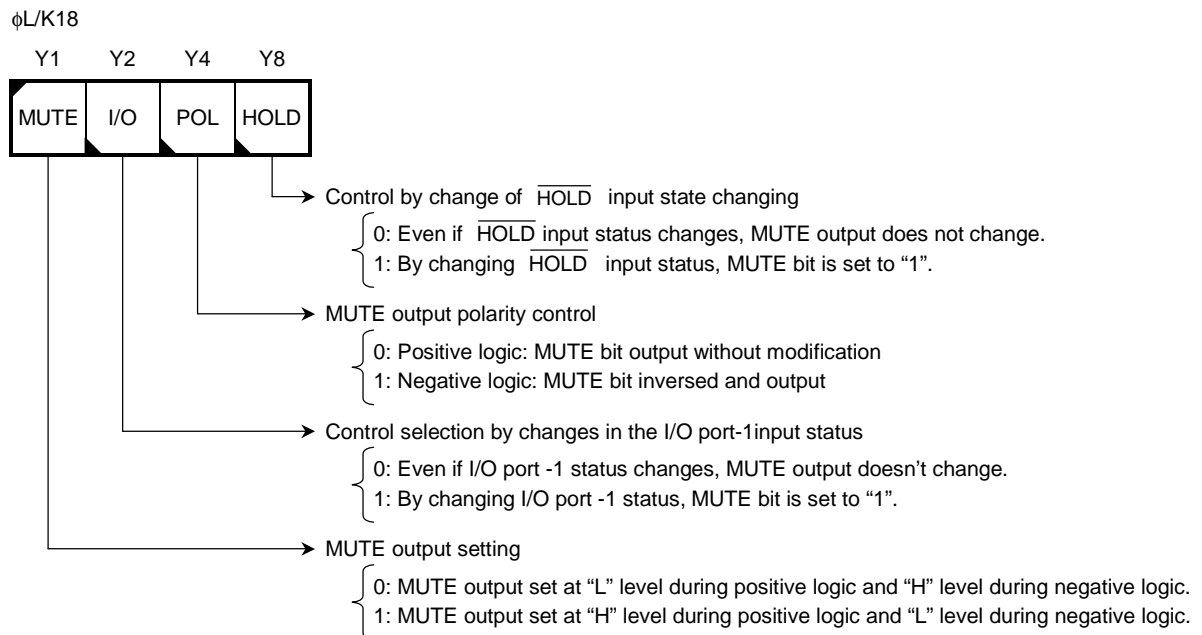 ϕL/K18
Y1 Y2 Y4 Y8
MUTE I/O POL HOLD
Control by change of HOLD input state changing
0: Even if HOLD input status changes, MUTE output does not change.
1: By changing HOLD input status, MUTE bit is set to “1”.
MUTE output polarity control
0: Positive logic: MUTE bit output without modification
1: Negative logic: MUTE bit inversed and output
Control selection by changes in the I/O port-1input status
0: Even if I/O port -1 status changes, MUTE output doesn’t change.
1: By changing I/O port -1 status, MUTE bit is set to “1”.
MUTE output setting
0: MUTE output set at “L” level during positive logic and “H” level during negative logic.
1: MUTE output set at “H” level during positive logic and “L” level during negative logic.